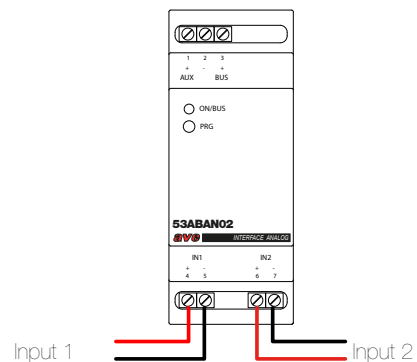 1 2 3
+ - +
AUX BUS
ON/BUS
PRG
53ABAN02
ave INTERFACE ANALOG
IN1 IN2
+ - + -
4 5 6 7
Input 1 Input 2